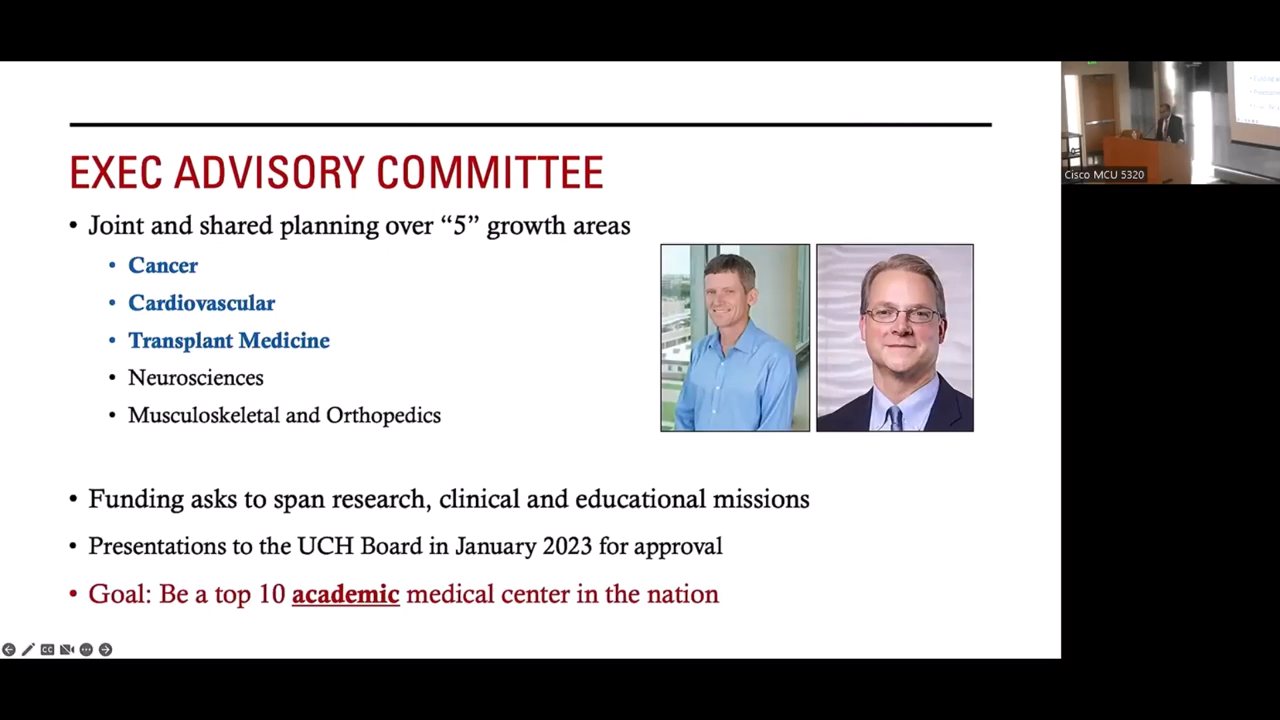 EXEC ADVISORY COMMITTEE
• Joint and shared planning over “5” growth areas
• Cancer
• Cardiovascular
• Transplant Medicine
• Neurosciences
• Musculoskeletal and Orthopedics
• Funding asks to span research, clinical and educational missions
• Presentations to the UCH Board in January 2023 for approval
• Goal: Be a top 10 academic medical center in the nation
Cisco MCU 5320